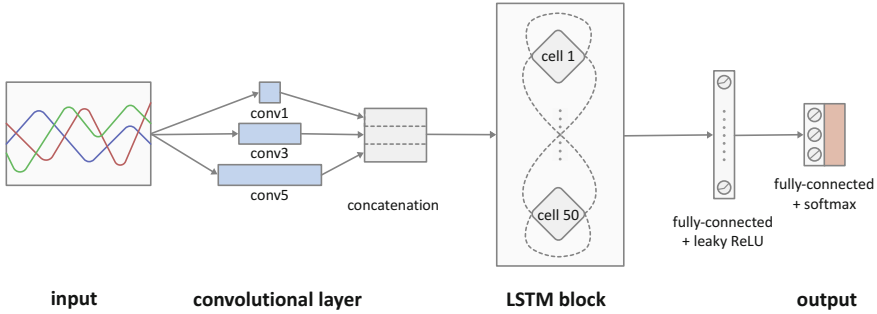 cell 1
conv1
conv3
conv5
concatenation
cell 50
fully-connected
+ leaky ReLU
fully-connected
+ softmax
input
convolutional layer
LSTM block
output